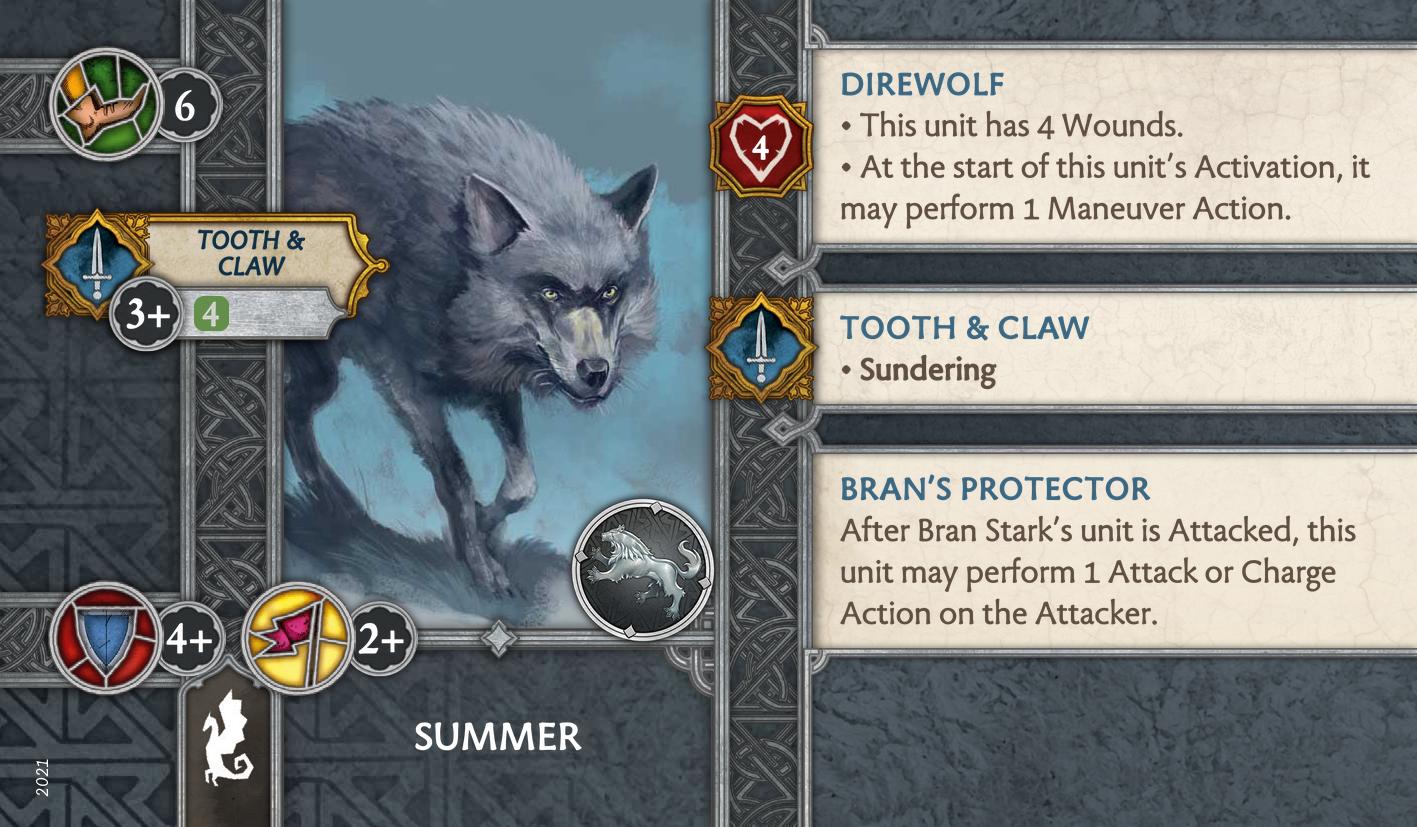 6
TOOTH &
CLAW
3+ 4
4+ 2+
SUMMER
2021
4
DIREWOLF
• This unit has 4 Wounds.
• At the start of this unit's Activation, it
may perform 1 Maneuver Action.
TOOTH & CLAW
• Sundering
BRAN'S PROTECTOR
After Bran Stark's unit is Attacked, this
unit may perform 1 Attack or Charge
Action on the Attacker.